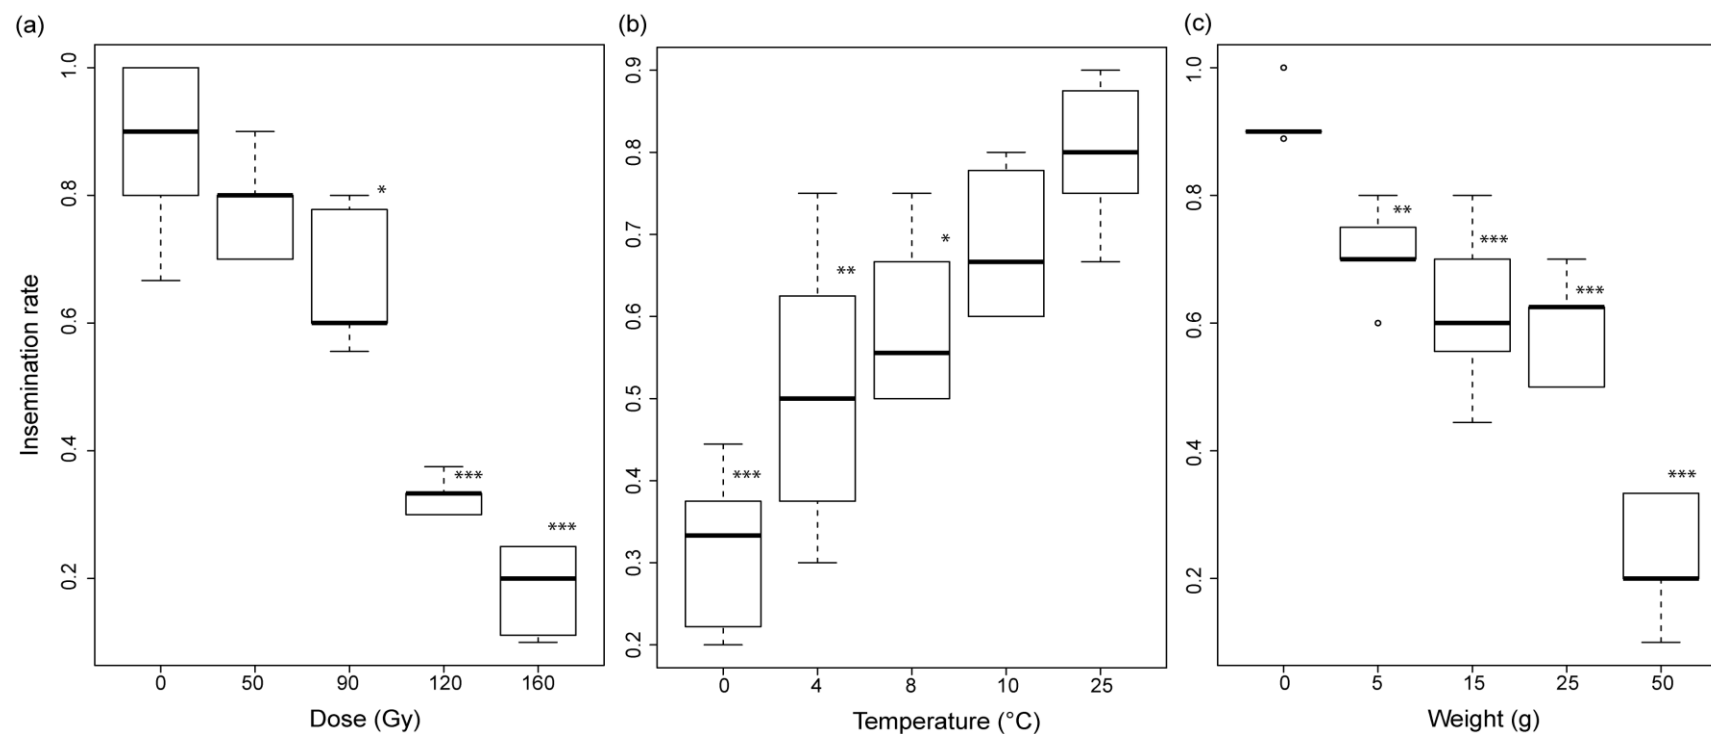 (a)
(b)
(c)
Insemination rate
1.0
0.8
0.6
0.4
0.2
*
***
***
0 50 90 120 160
Dose (Gy)
0.9
0.8
0.7
0.6
0.5
0.4
0.3
0.2
***
**
*
0 4 8 10 25
Temperature (°C)
1.0
0.8
0.6
0.4
0.2
**
***
***
***
0 5 15 25 50
Weight (g)